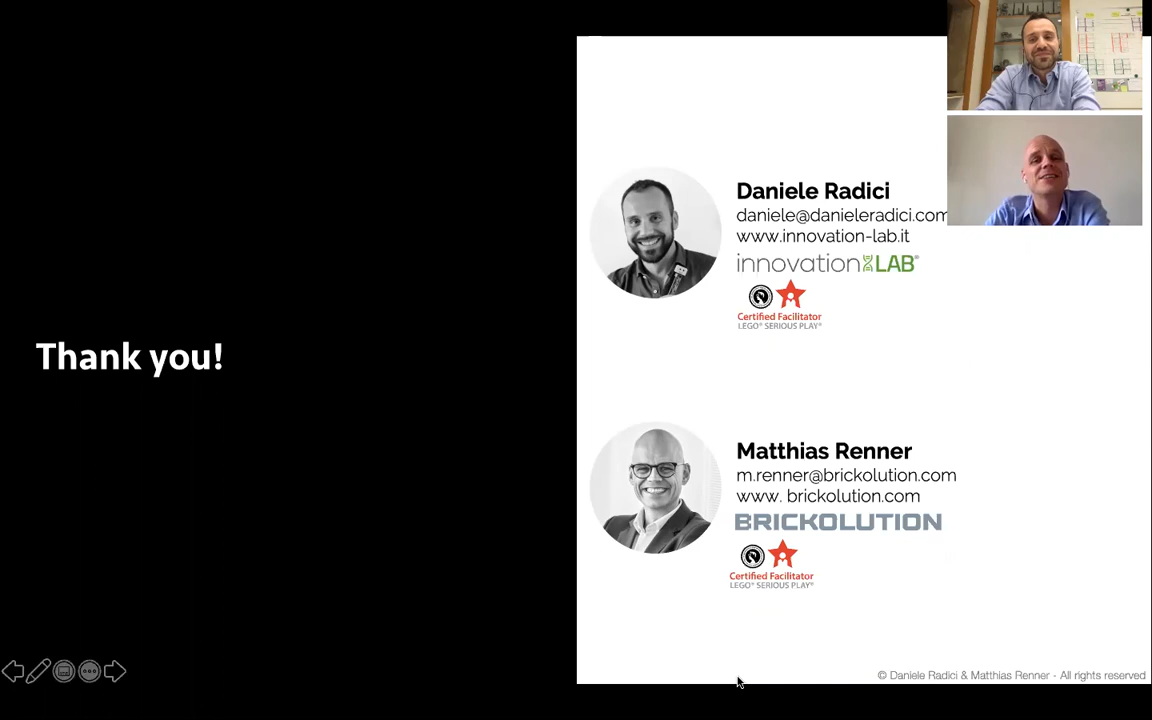 Thank you!
Daniele Radici
daniele@danieleradici.com
www.innovation-lab.it
innovation LAB®
Certified Facilitator
LEGO® SERIOUS PLAY®
Matthias Renner
m.renner@brickolution.com
www. brickolution.com
BRICKOLUTION
Certified Facilitator
LEGO® SERIOUS PLAY®
© Daniele Radici & Matthias Renner - All rights reserved